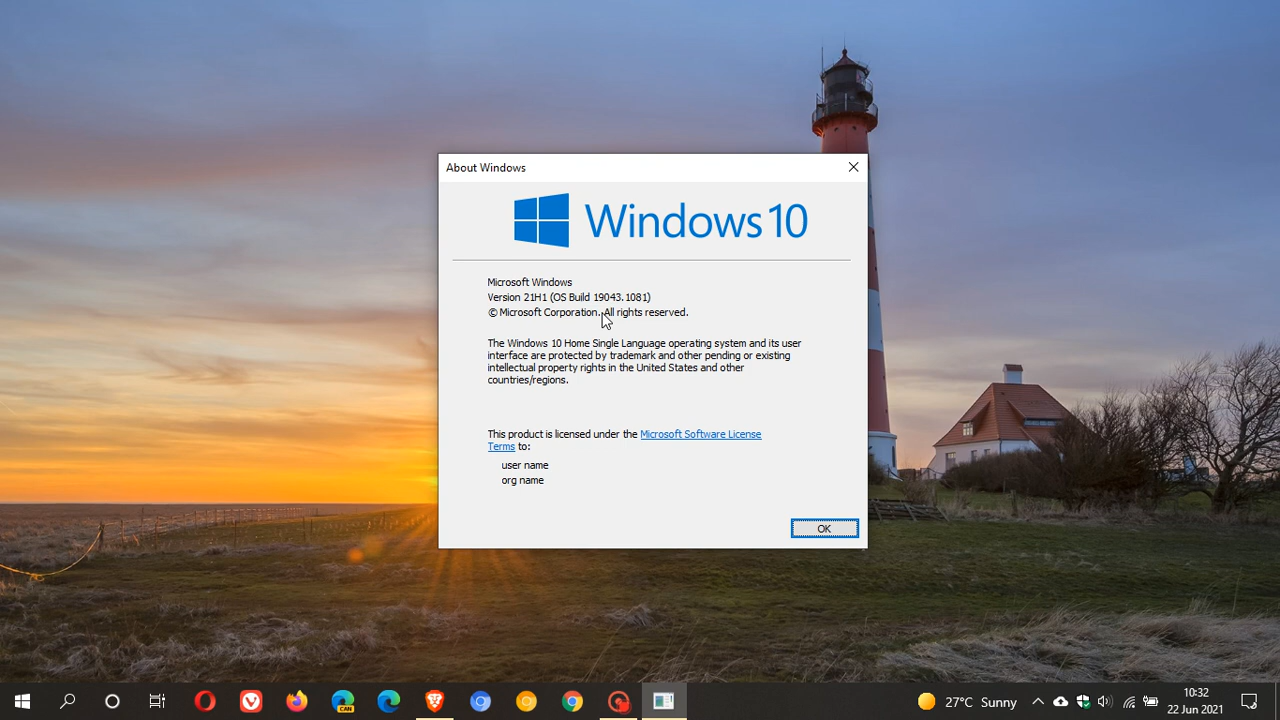 About Windows
Windows 10
Microsoft Windows
Version 21H1 (OS Build 19043.1081)
© Microsoft Corporation. All rights reserved.
The Windows 10 Home Single Language operating system and its user
interface are protected by trademark and other pending or existing
intellectual property rights in the United States and other
countries/regions.
This product is licensed under the Microsoft Software License
Terms to:
user name
org name
OK
CAN
27°C Sunny
10:32
22 Jun 2021